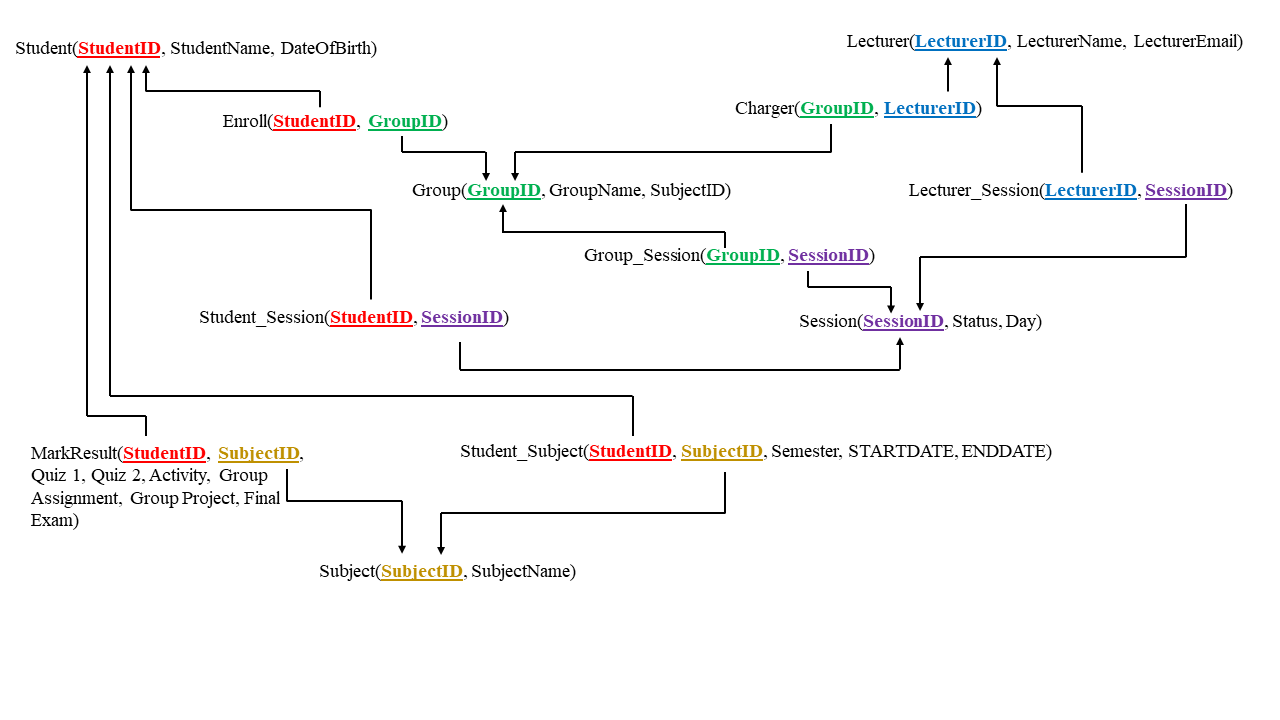 Student(StudentID, StudentName, DateOfBirth)
Lecturer(LecturerID, LecturerName, LecturerEmail)
Enroll(StudentID, GroupID)
Charger(GroupID, LecturerID)
Group(GroupID, GroupName, SubjectID)
Lecturer_Session(LecturerID, SessionID)
Group_Session(GroupID, SessionID)
Student_Session(StudentID, SessionID)
Session(SessionID, Status, Day)
MarkResult(StudentID, SubjectID,
Quiz 1, Quiz 2, Activity, Group
Assignment, Group Project, Final
Exam)
Student_Subject(StudentID, SubjectID, Semester, STARTDATE, ENDDATE)
Subject(SubjectID, SubjectName)